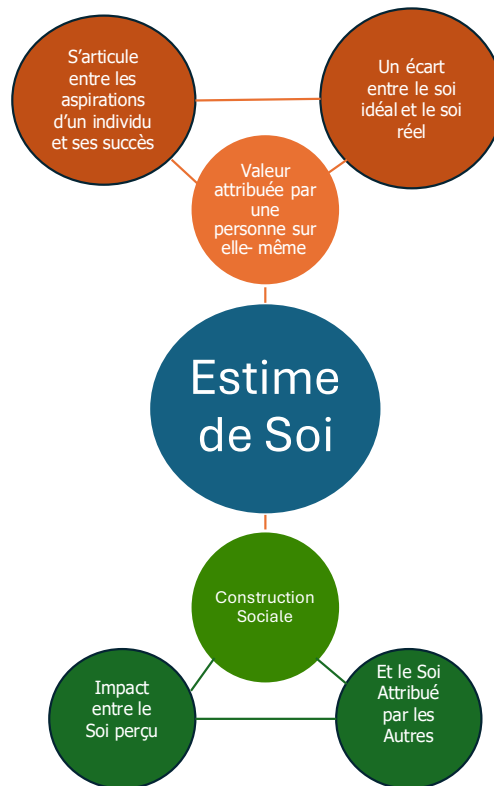 S'articule
entre les
aspirations
d'un individu
et ses succès
Un écart
entre le soi
idéal et le soi
réel
Valeur
attribuée par
une
personne sur
elle- même
Estime
de Soi
Construction
Sociale
Impact
entre le
Soi perçu
Et le Soi
Attribué
par les
Autres